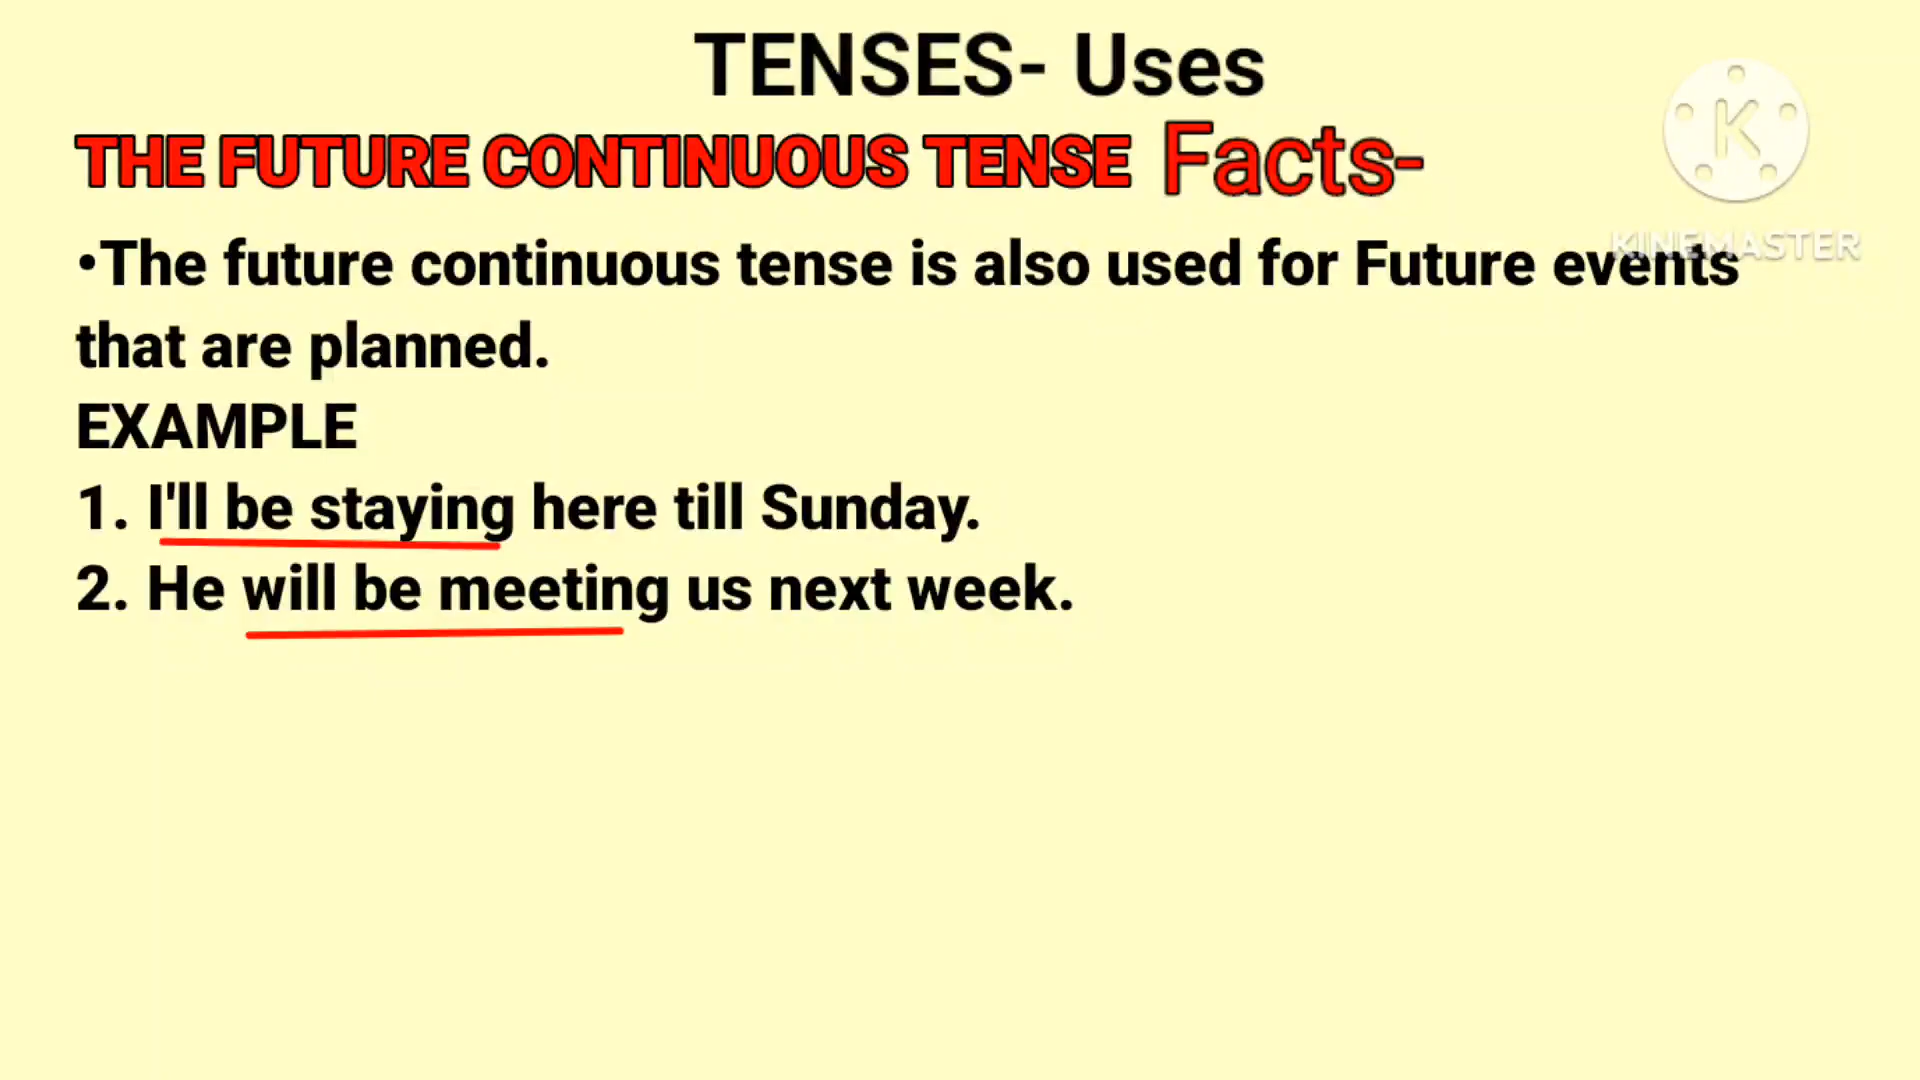 TENSES- Uses
THE FUTURE CONTINUOUS TENSE Facts-
K
KINEMASTER
•The future continuous tense is also used for Future events
that are planned.
EXAMPLE
1. I'll be staying here till Sunday.
2. He will be meeting us next week.